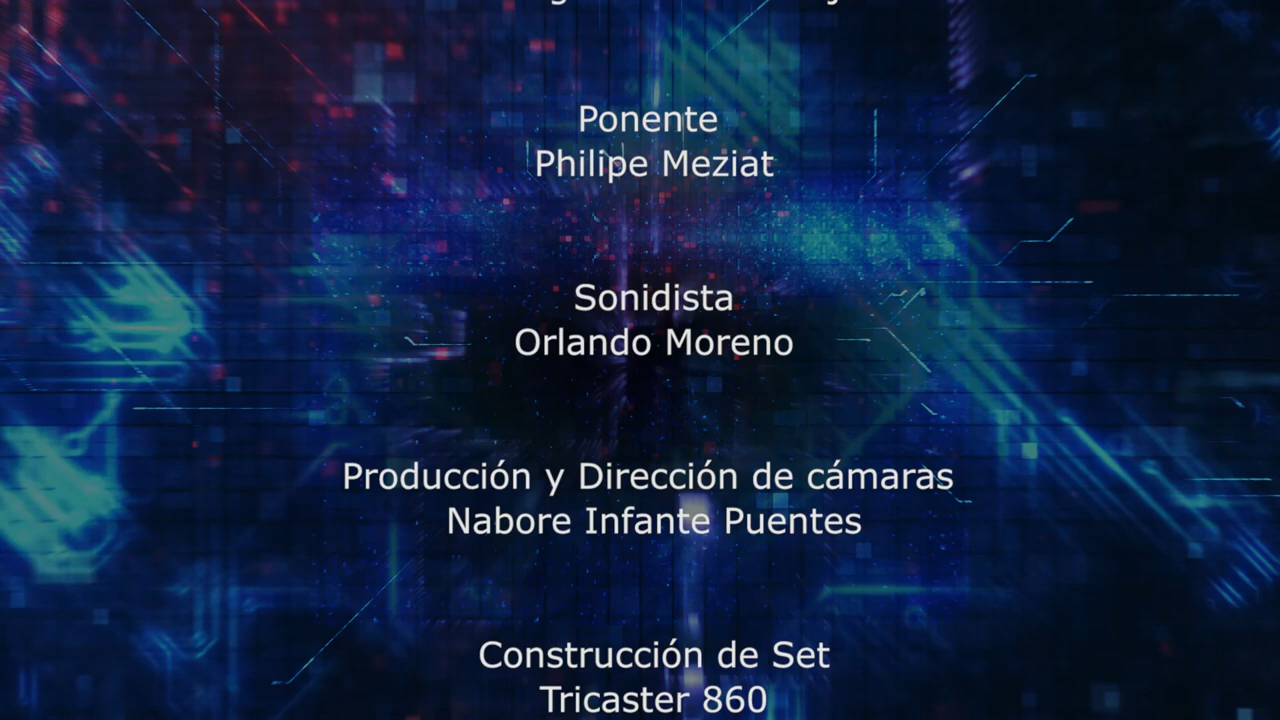 Ponente
Philipe Meziat
Sonidista
Orlando Moreno
Producción y Dirección de cámaras
Nabore Infante Puentes
Construcción de Set
Tricaster 860